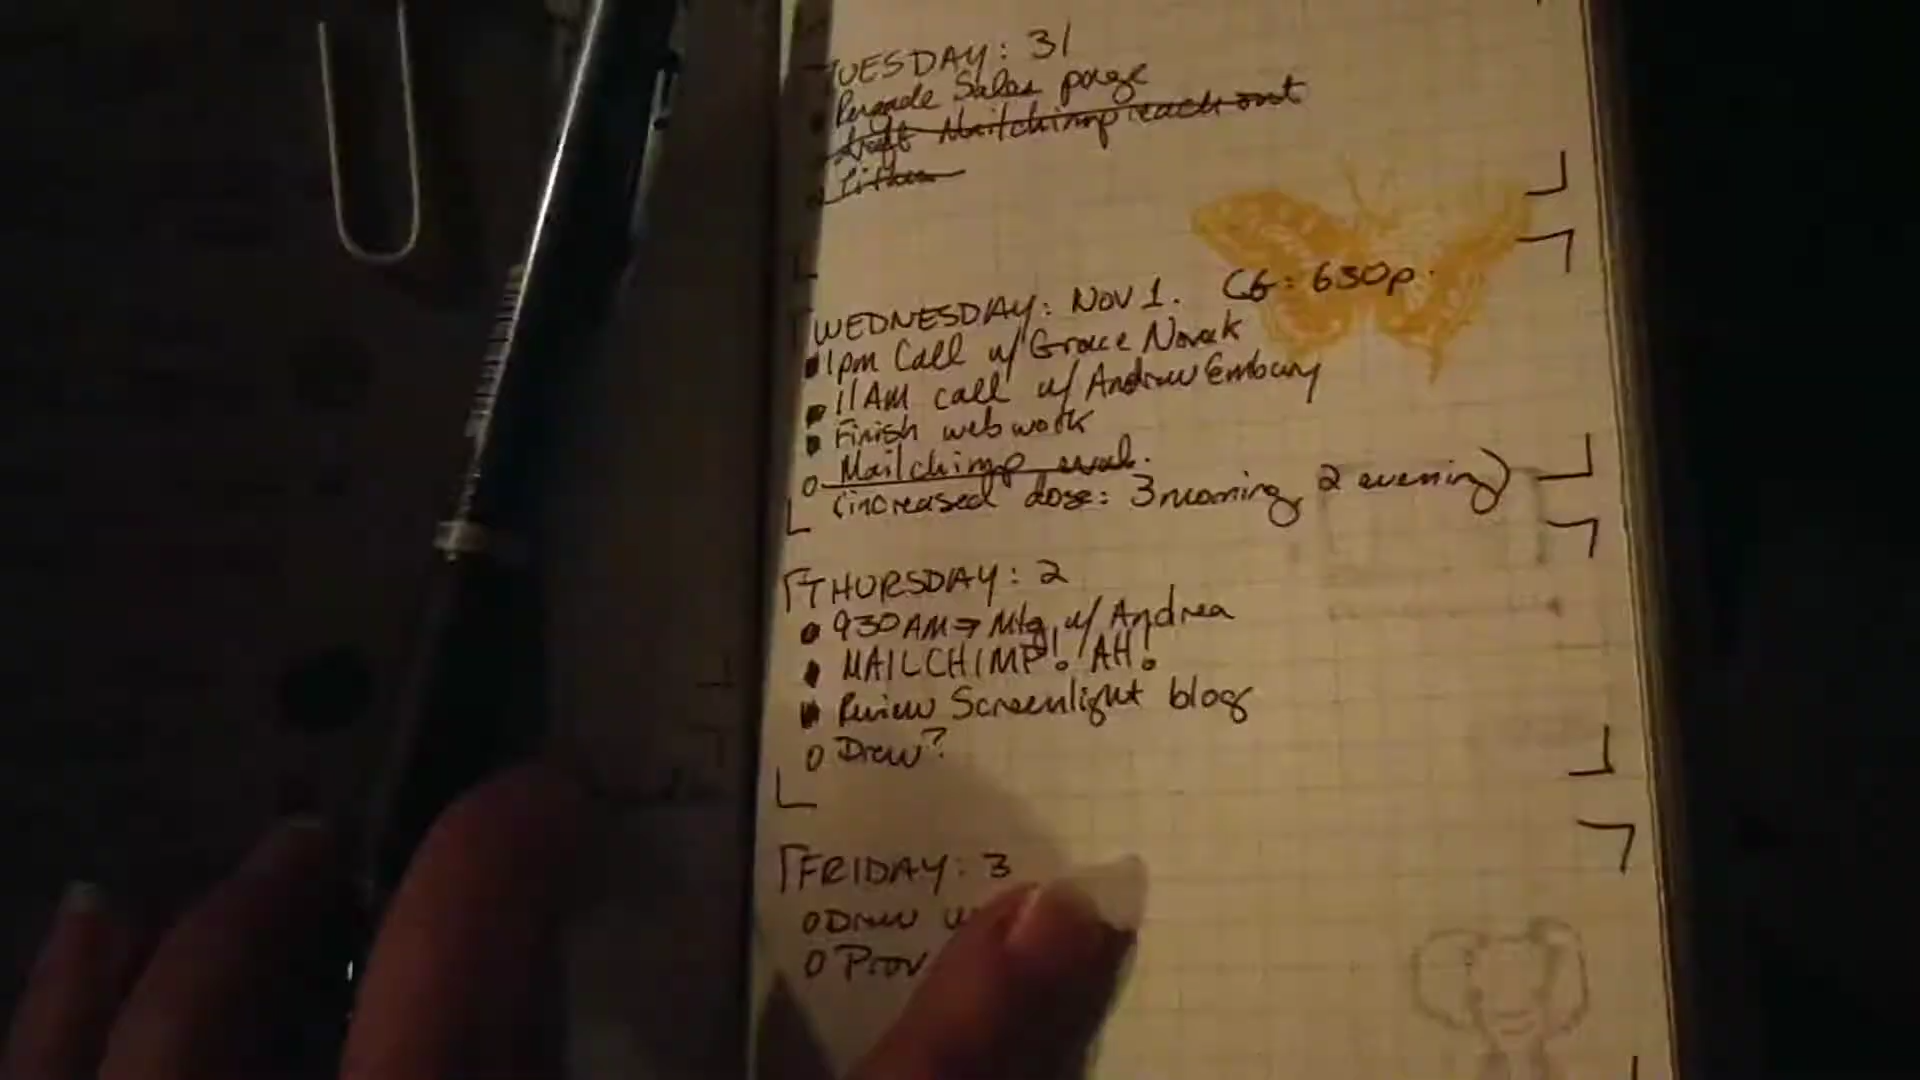 TUESDAY: 31
Sales page
draft Mailchimp reach out
WEDNESDAY: NOV 1. CG: 630p.
1pm Call w/ Grace Novak
11AM call w/ Andrew Embury
Finish web work
Mailchimp
(increased dose: 3 morning, 2 evening)
THURSDAY: 2
930AM → Mtg w/ Andrea
MAILCHIMP! AH!
Review Screenlight blog
Draw?
FRIDAY: 3
Draw
Prov